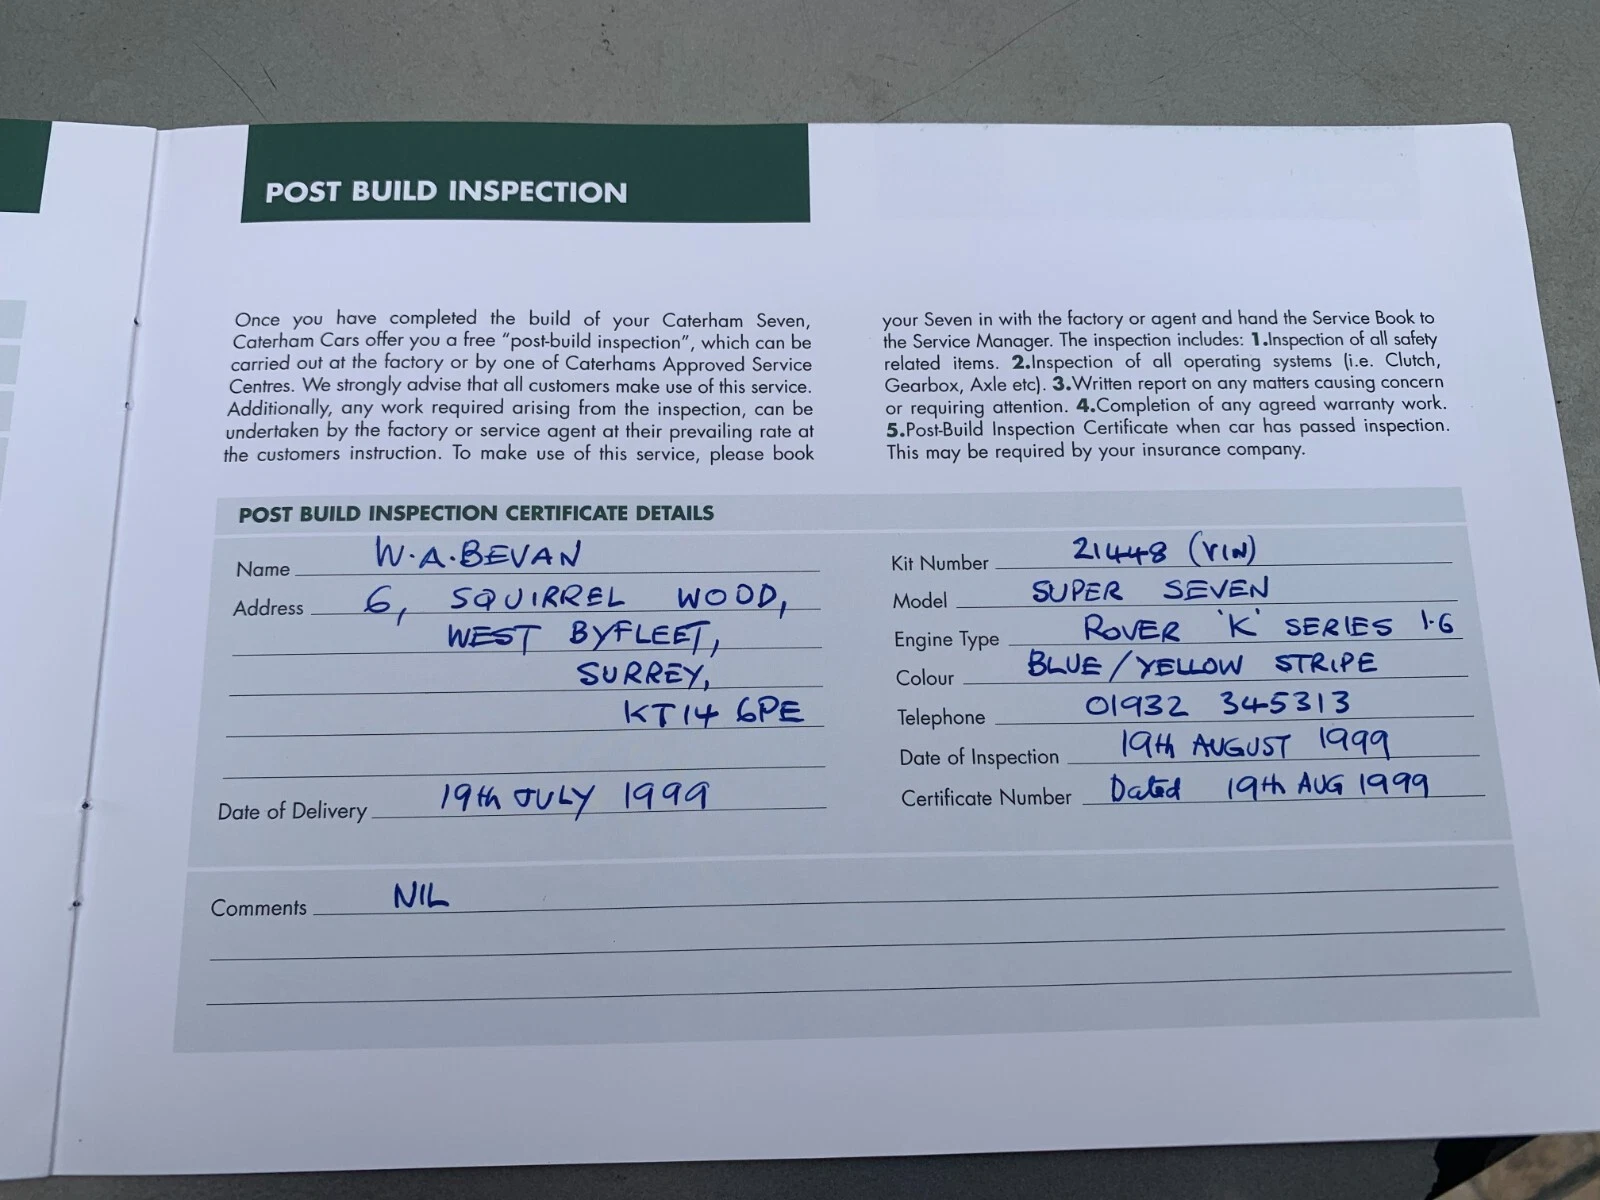 POST BUILD INSPECTION
Once you have completed the build of your Caterham Seven,
Caterham Cars offer you a free "post-build inspection", which can be
carried out at the factory or by one of Caterhams Approved Service
Centres. We strongly advise that all customers make use of this service.
Additionally, any work required arising from the inspection, can be
undertaken by the factory or service agent at their prevailing rate at
the customers instruction. To make use of this service, please book
your Seven in with the factory or agent and hand the Service Book to
the Service Manager. The inspection includes: 1.Inspection of all safety
related items. 2.Inspection of all operating systems (i.e. Clutch,
Gearbox, Axle etc). 3.Written report on any matters causing concern
or requiring attention. 4.Completion of any agreed warranty work.
5.Post-Build Inspection Certificate when car has passed inspection.
This may be required by your insurance company.
POST BUILD INSPECTION CERTIFICATE DETAILS
Name W.A.BEVAN
Address 6, SQUIRREL WOOD,
WEST BYFLEET,
SURREY,
KT14 6PE
Date of Delivery 19th JULY 1999
Kit Number 21448 (VIN)
Model SUPER SEVEN
Engine Type ROVER 'K' SERIES 1.6
Colour BLUE/YELLOW STRIPE
Telephone 01932 345313
Date of Inspection 19th AUGUST 1999
Certificate Number Dated 19th AUG 1999
Comments NIL